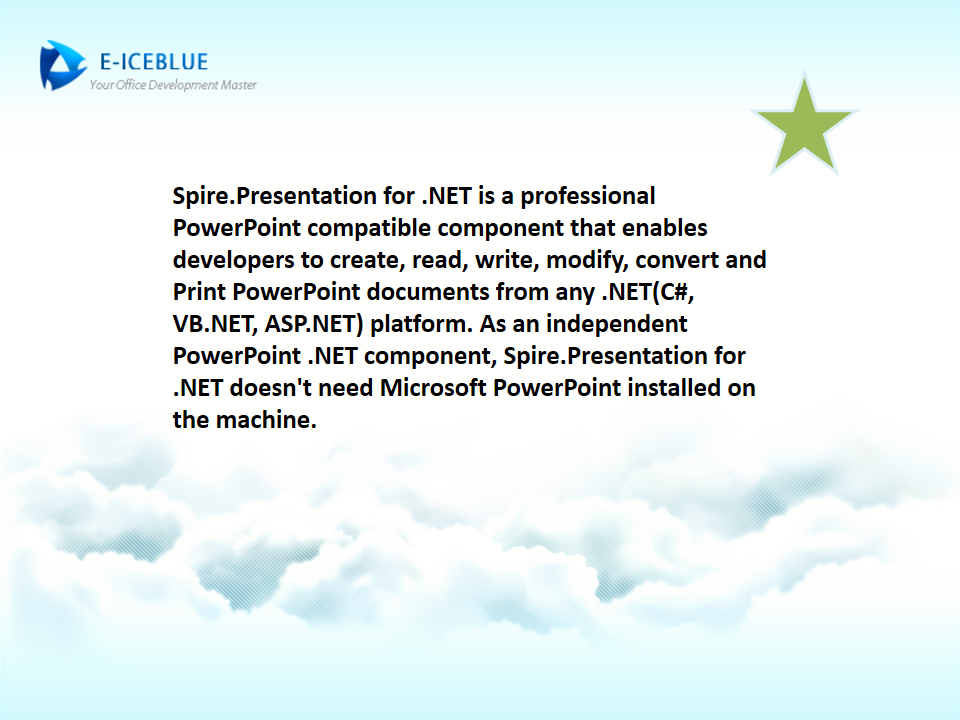 E-ICEBLUE
Your Office Development Master
Spire.Presentation for .NET is a professional
PowerPoint compatible component that enables
developers to create, read, write, modify, convert and
Print PowerPoint documents from any .NET(C#,
VB.NET, ASP.NET) platform. As an independent
PowerPoint .NET component, Spire.Presentation for
.NET doesn't need Microsoft PowerPoint installed on
the machine.